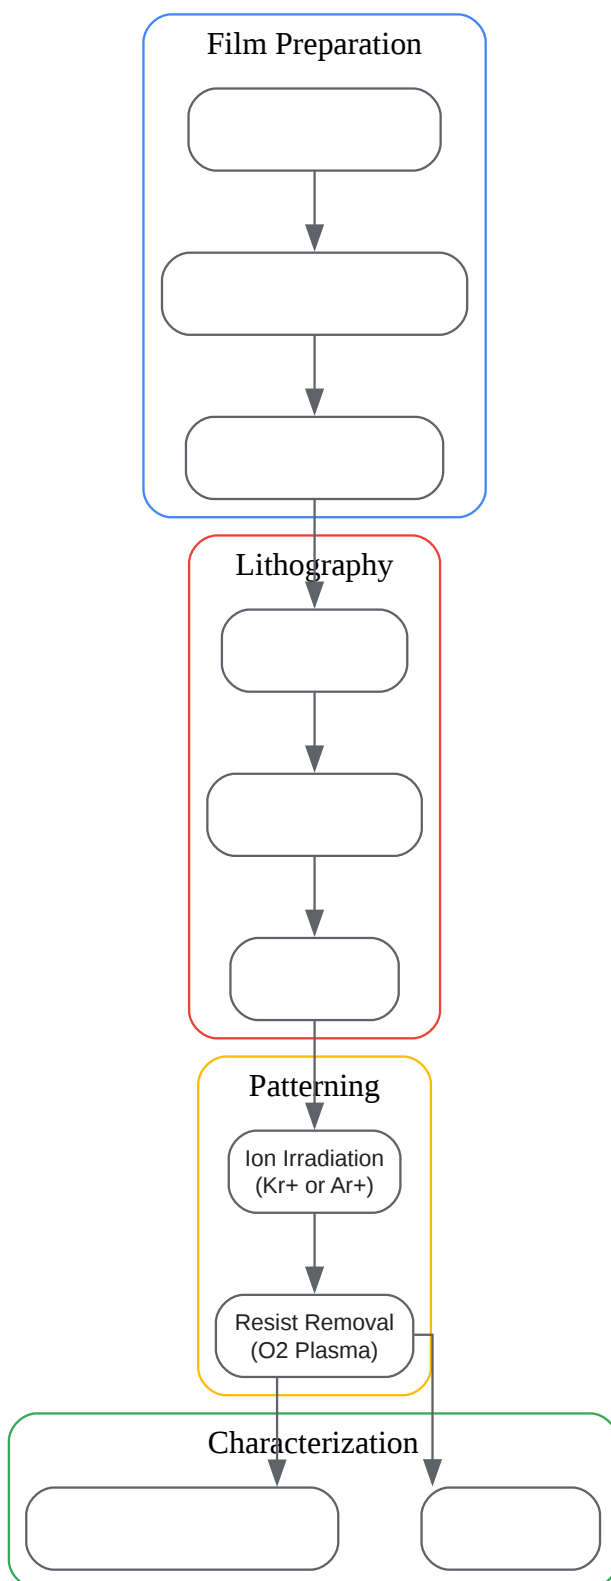 Film Preparation
Lithography
Patterning
Ion Irradiation
(Kr+ or Ar+)
Resist Removal
(O2 Plasma)
Characterization